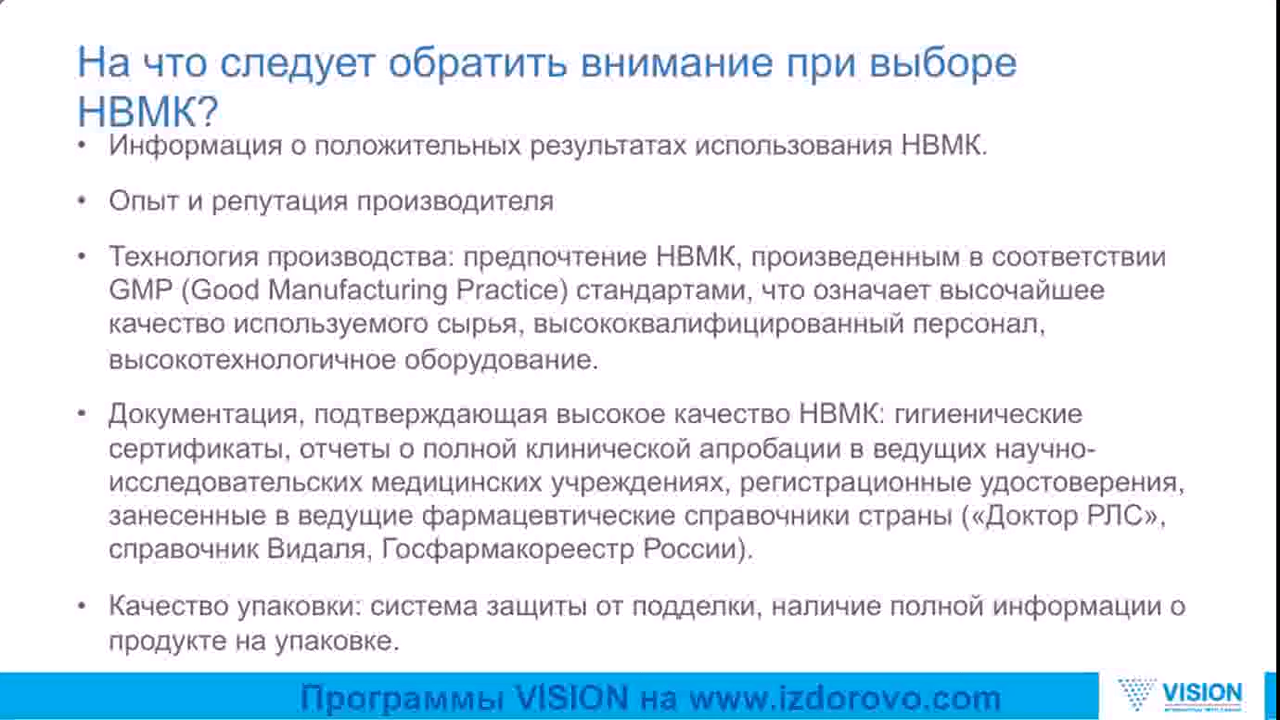 На что следует обратить внимание при выборе
НВМК?
• Информация о положительных результатах использования НВМК.
• Опыт и репутация производителя
• Технология производства: предпочтение НВМК, произведенным в соответствии
GMP (Good Manufacturing Practice) стандартами, что означает высочайшее
качество используемого сырья, высококвалифицированный персонал,
высокотехнологичное оборудование.
• Документация, подтверждающая высокое качество НВМК: гигиенические
сертификаты, отчеты о полной клинической апробации в ведущих научно-
исследовательских медицинских учреждениях, регистрационные удостоверения,
занесенные в ведущие фармацевтические справочники страны («Доктор РЛС»,
справочник Видаля, Госфармакореестр России).
• Качество упаковки: система защиты от подделки, наличие полной информации о
продукте на упаковке.
Программы VISION на www.izdorovo.com
VISION